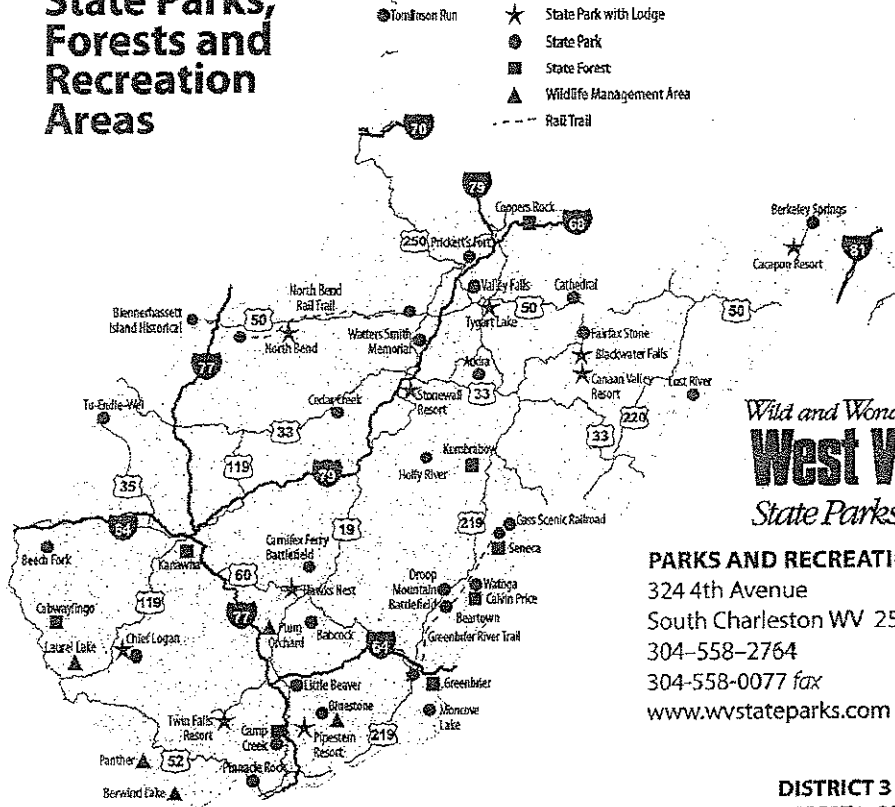 State Parks,
Forests and
Recreation
Areas
Tomlinson Run
State Park with Lodge
State Park
State Forest
Wildlife Management Area
Rail Trail
70
79
Coopers Rock
68
Berkeley Springs
81
Cacapon Resort
250
Prickett's Fort
Valley Falls
Cathedral
North Bend
Rail Trail
Blennerhassett
Island Historical
50
50
50
Tygart Lake
North Bend
Watters Smith
Memorial
Fairfax Stone
Blackwater Falls
77
Audra
Canaan Valley
Resort
Lost River
Cedar Creek
Stonewall
Resort
33
Tu-Endie-Wei
33
220
33
119
Kumbrabow
Holly River
79
35
Wild and Wond
West V
State Parks
19
219
Cass Scenic Railroad
64
Carnifex Ferry
Battlefield
Seneca
Beech Fork
Kanawha
60
Hawks Nest
Droop
Mountain
Battlefield
Watoga
Calvin Price
PARKS AND RECREATI
324 4th Avenue
South Charleston WV 25
304-558-2764
304-558-0077 fax
www.wvstateparks.com
119
Cabwaylingo
77
Plum
Orchard
Babcock
Beartown
Greenbrier River Trail
Laurel Lake
Chief Logan
64
Little Beaver
Greenbrier
Bluestone
Moncove
Lake
Twin Falls
Resort
Camp
Creek
Pipestem
Resort
219
Panther
52
Pinnacle Rock
Berwind Lake
DISTRICT 3